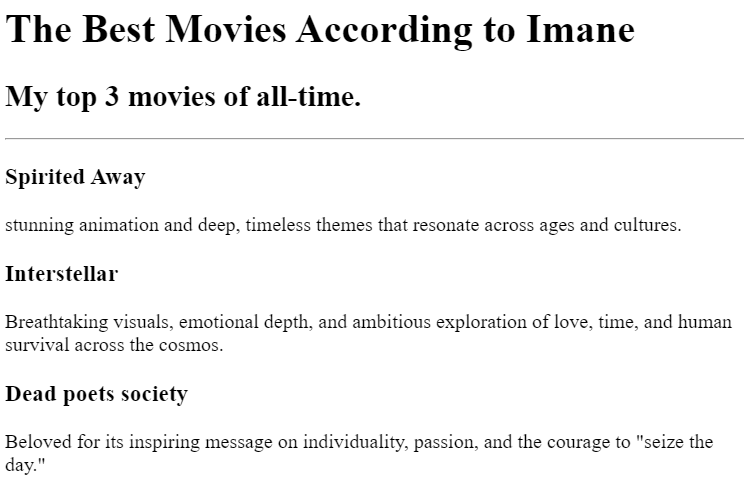 The Best Movies According to Imane
My top 3 movies of all-time.
Spirited Away
stunning animation and deep, timeless themes that resonate across ages and cultures.
Interstellar
Breathtaking visuals, emotional depth, and ambitious exploration of love, time, and human
survival across the cosmos.
Dead poets society
Beloved for its inspiring message on individuality, passion, and the courage to "seize the
day."